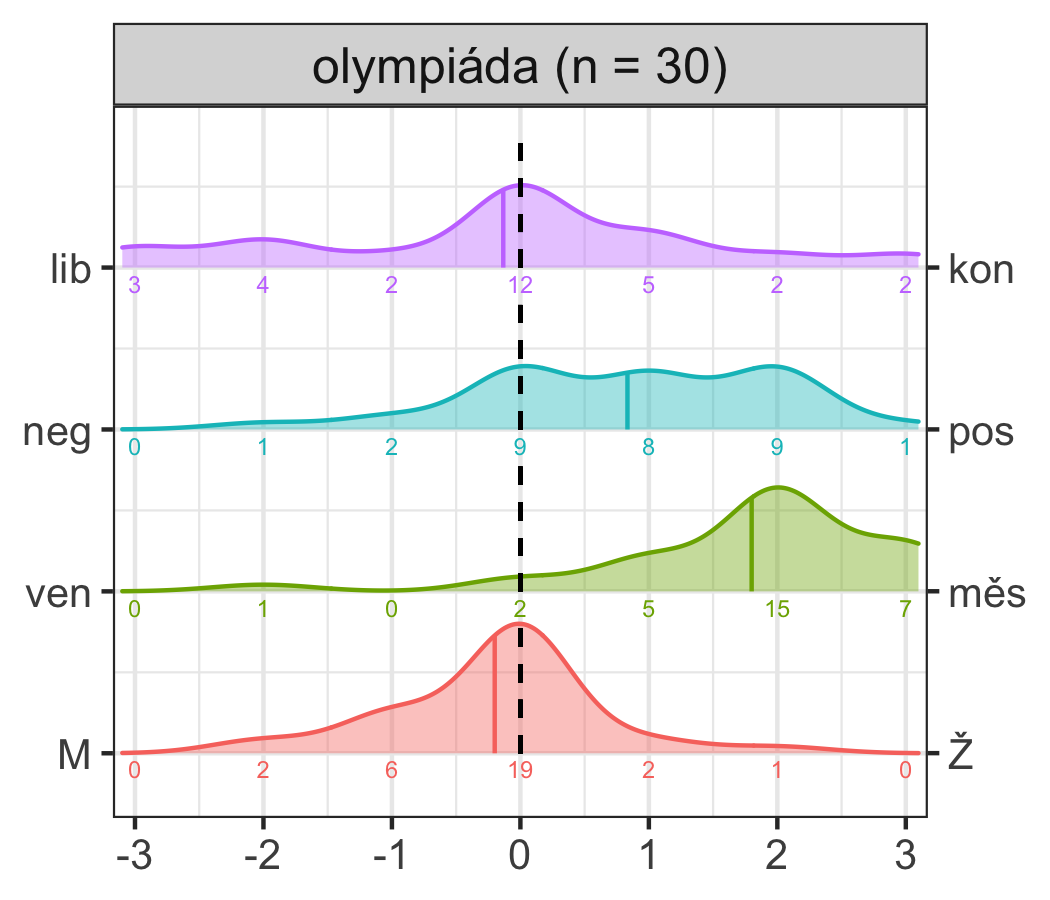 olympiáda (n = 30)
lib kon
3 4 2 12 5 2 2
neg pos
0 1 2 9 8 9 1
ven měs
0 1 0 2 5 15 7
M Ž
0 2 6 19 2 1 0
-3 -2 -1 0 1 2 3